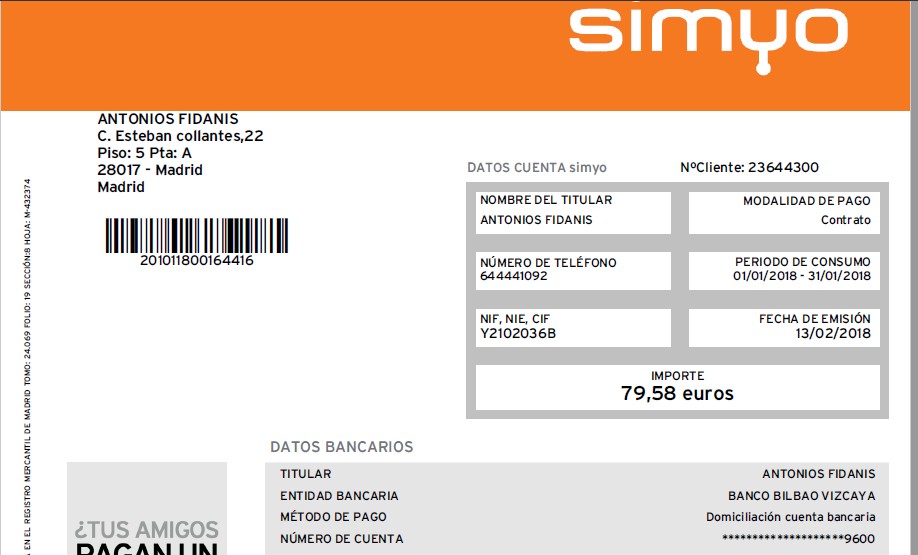 simyo
ANTONIOS FIDANIS
C. Esteban collantes,22
Piso: 5 Pta: A
28017 - Madrid
Madrid
201011800164416
EN EL REGISTRO MERCANTIL DE MADRID TOMO: 24.069 FOLIO: 19 SECCIÓN:8 HOJA: M-432374
DATOS CUENTA simyo
NºCliente: 23644300
NOMBRE DEL TITULAR
ANTONIOS FIDANIS
MODALIDAD DE PAGO
Contrato
NÚMERO DE TELÉFONO
644441092
PERIODO DE CONSUMO
01/01/2018 - 31/01/2018
NIF, NIE, CIF
Y2102036B
FECHA DE EMISIÓN
13/02/2018
IMPORTE
79,58 euros
DATOS BANCARIOS
TITULAR ANTONIOS FIDANIS
ENTIDAD BANCARIA BANCO BILBAO VIZCAYA
MÉTODO DE PAGO Domiciliación cuenta bancaria
NÚMERO DE CUENTA ********************9600
¿TUS AMIGOS
PAGAN UN